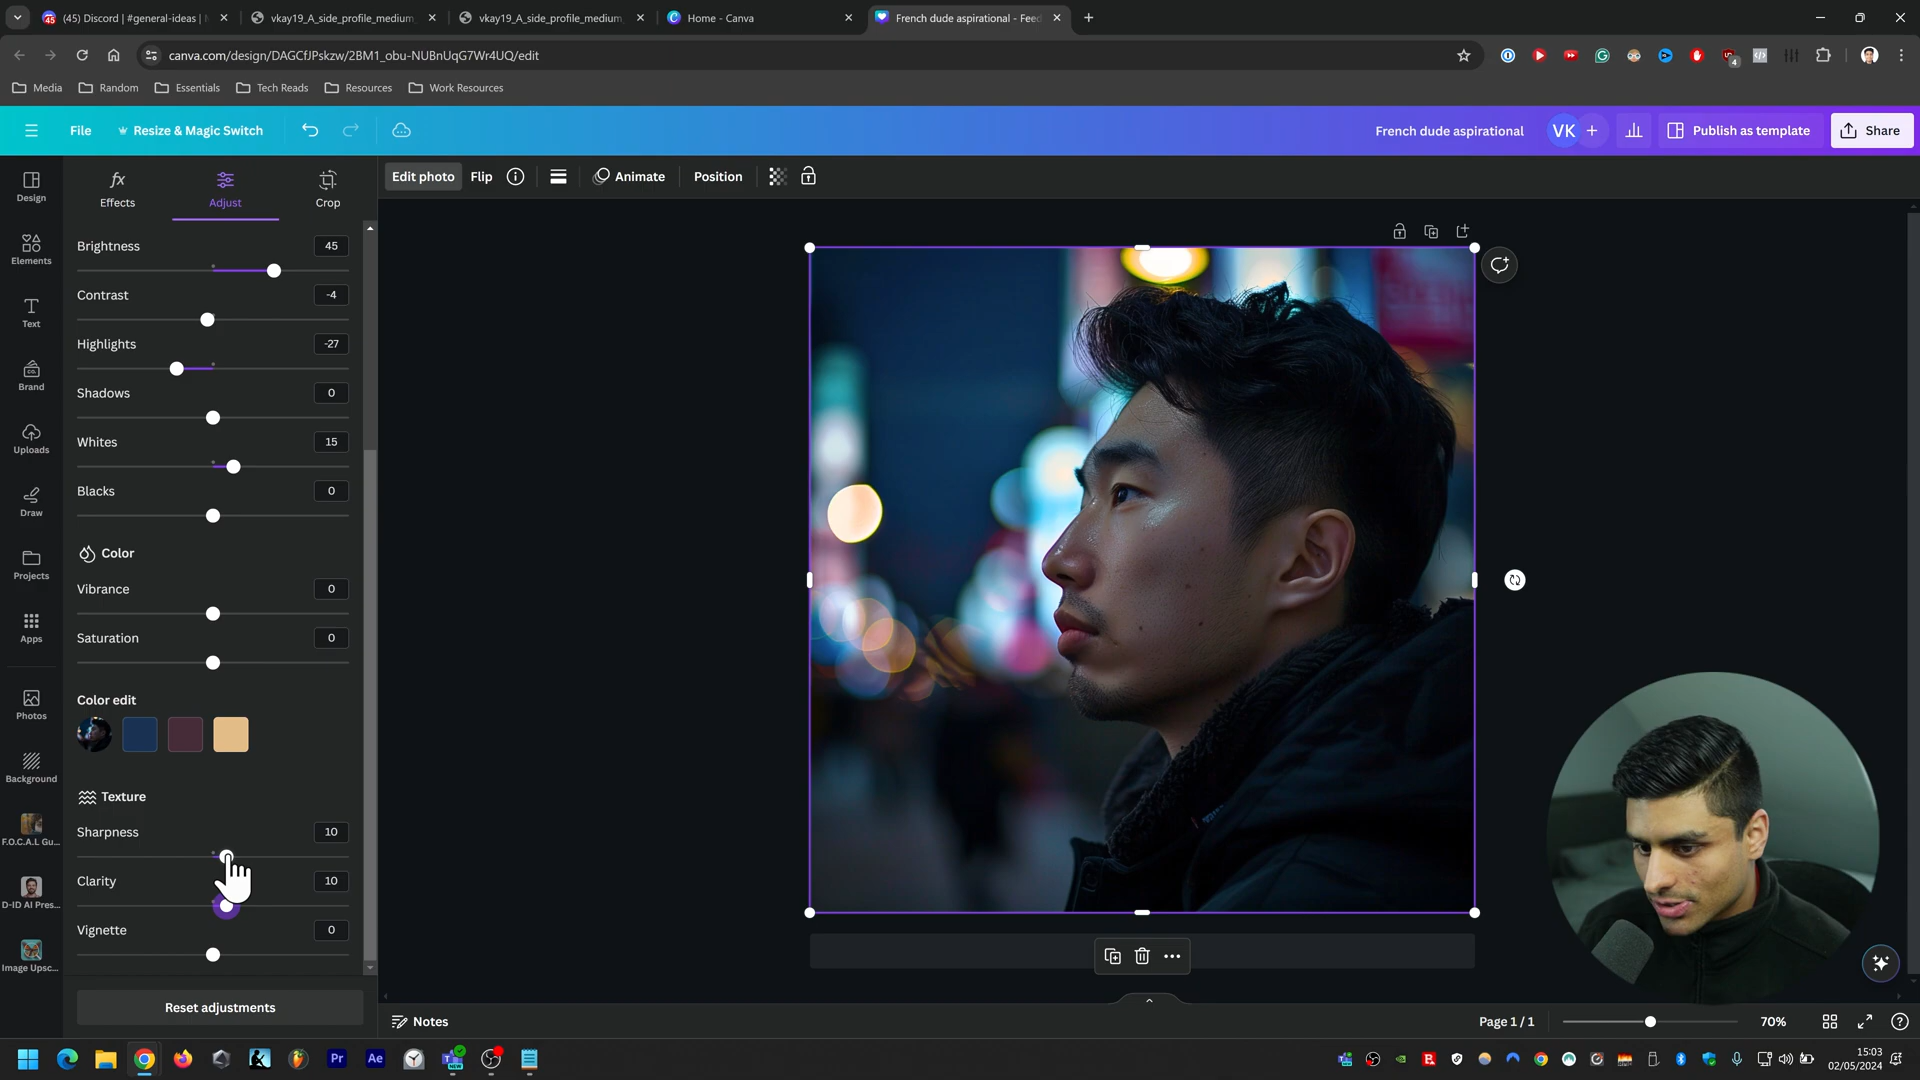 (45) Discord | #general-ideas |
vkay19_A_side_profile_medium_
vkay19_A_side_profile_medium_
Home - Canva
French dude aspirational - Feed
canva.com/design/DAGCfJPskzw/2BM1_obu-NUBnUqG7Wr4UQ/edit
4
Media
Random
Essentials
Tech Reads
Resources
Work Resources
File
Resize & Magic Switch
French dude aspirational
VK
Publish as template
Share
Design
Elements
Text
Brand
Uploads
Draw
Projects
Apps
Photos
Background
F.O.C.A.L Gu...
D-ID AI Pres...
Image Upsc...
Effects
Adjust
Crop
Edit photo
Flip
Animate
Position
Brightness 45
Contrast -4
Highlights -27
Shadows 0
Whites 15
Blacks 0
Color
Vibrance 0
Saturation 0
Color edit
Texture
Sharpness 10
Clarity 10
Vignette 0
Reset adjustments
Notes
Page 1 / 1
70%
Pr
Ae
15:03
02/05/2024